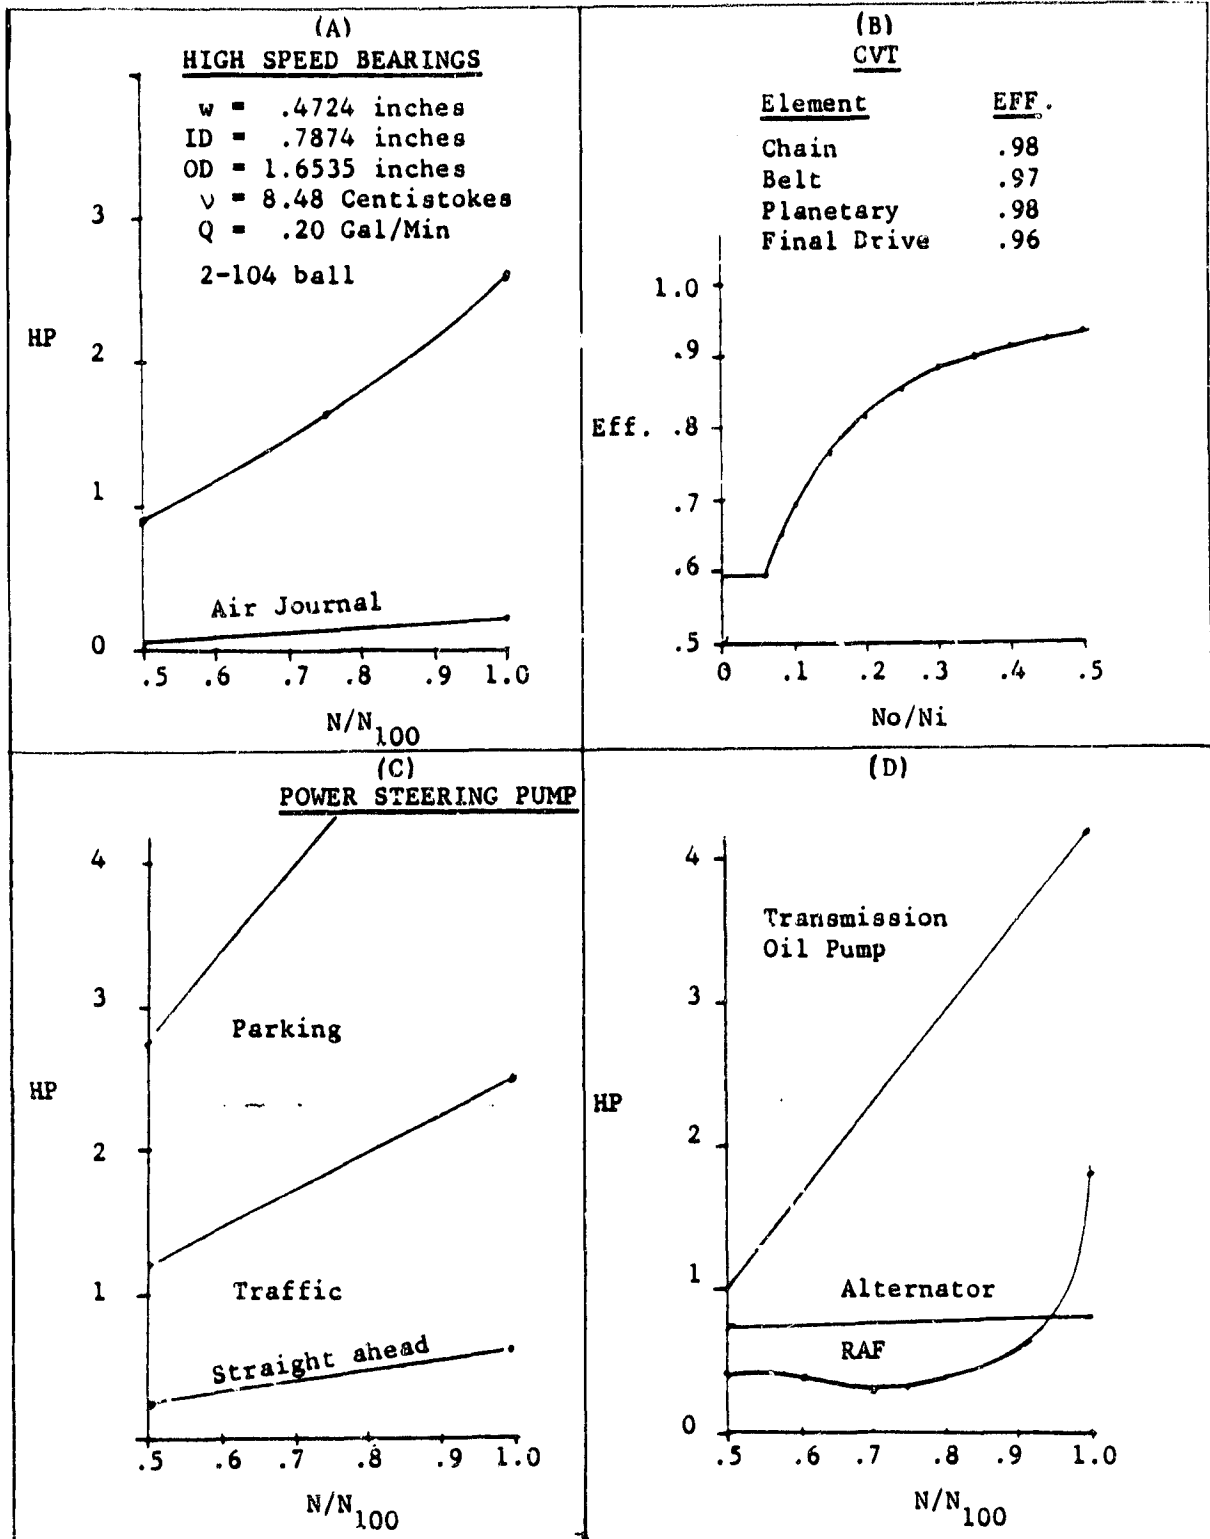 (A)
HIGH SPEED BEARINGS
w = .4724 inches
ID = .7874 inches
OD = 1.6535 inches
ν = 8.48 Centistokes
Q = .20 Gal/Min
2-104 ball
HP
3
2
1
0
Air Journal
.5 .6 .7 .8 .9 1.0
N/N100
(B)
CVT
Element EFF.
Chain .98
Belt .97
Planetary .98
Final Drive .96
1.0
.9
Eff. .8
.7
.6
.5
0 .1 .2 .3 .4 .5
No/Ni
(C)
POWER STEERING PUMP
4
3
Parking
HP
2
1
Traffic
Straight ahead
.5 .6 .7 .8 .9 1.0
N/N100
(D)
4
Transmission
Oil Pump
3
HP
2
1
Alternator
RAF
0
.5 .6 .7 .8 .9 1.0
N/N100